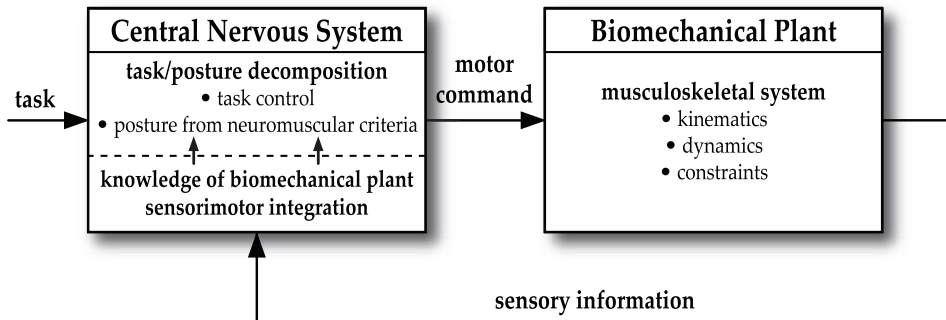 Central Nervous System
task/posture decomposition
• task control
• posture from neuromuscular criteria
knowledge of biomechanical plant
sensorimotor integration
task
motor
command
Biomechanical Plant
musculoskeletal system
• kinematics
• dynamics
• constraints
sensory information